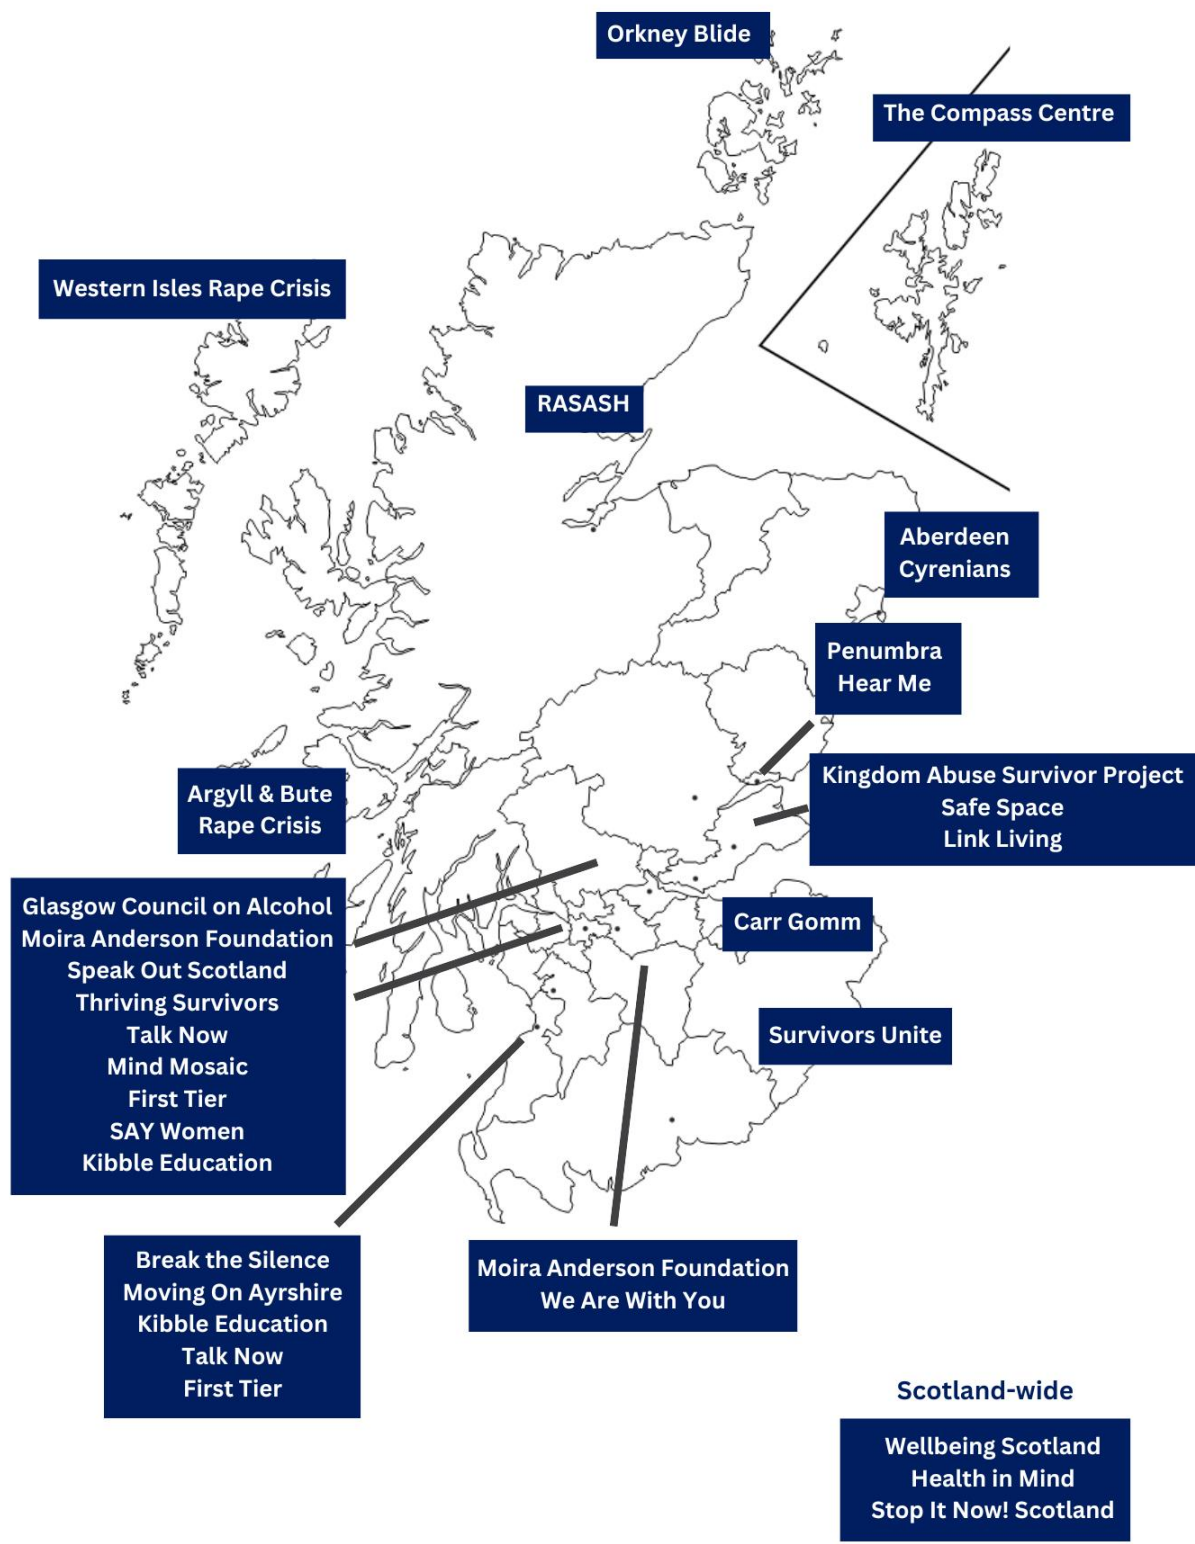 Orkney Blide
The Compass Centre
Western Isles Rape Crisis
RASASH
Aberdeen
Cyrenians
Penumbra
Hear Me
Kingdom Abuse Survivor Project
Safe Space
Link Living
Argyll & Bute
Rape Crisis
Glasgow Council on Alcohol
Moira Anderson Foundation
Speak Out Scotland
Thriving Survivors
Talk Now
Mind Mosaic
First Tier
SAY Women
Kibble Education
Carr Gomm
Survivors Unite
Break the Silence
Moving On Ayrshire
Kibble Education
Talk Now
First Tier
Moira Anderson Foundation
We Are With You
Scotland-wide
Wellbeing Scotland
Health in Mind
Stop It Now! Scotland